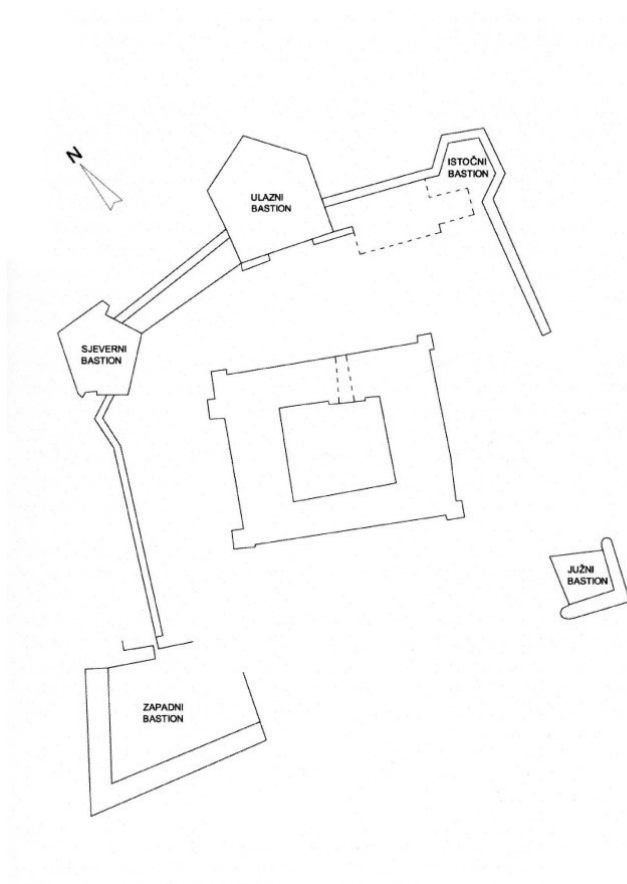 N
ULAZNI
BASTION
ISTOČNI
BASTION
SJEVERNI
BASTION
JUŽNI
BASTION
ZAPADNI
BASTION